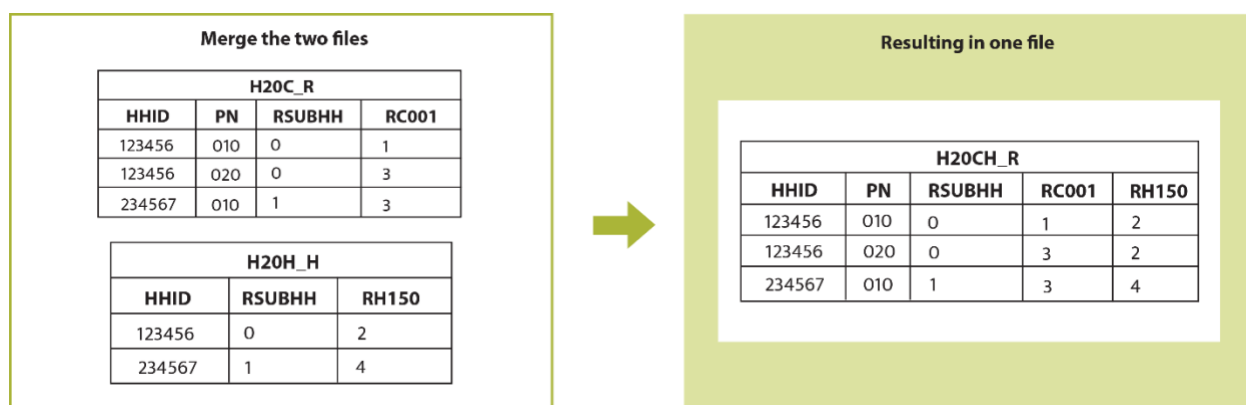 Merge the two files
H20C_R
HHID PN RSUBHH RC001
123456 010 0 1
123456 020 0 3
234567 010 1 3
H20H_H
HHID RSUBHH RH150
123456 0 2
234567 1 4
Resulting in one file
H20CH_R
HHID PN RSUBHH RC001 RH150
123456 010 0 1 2
123456 020 0 3 2
234567 010 1 3 4